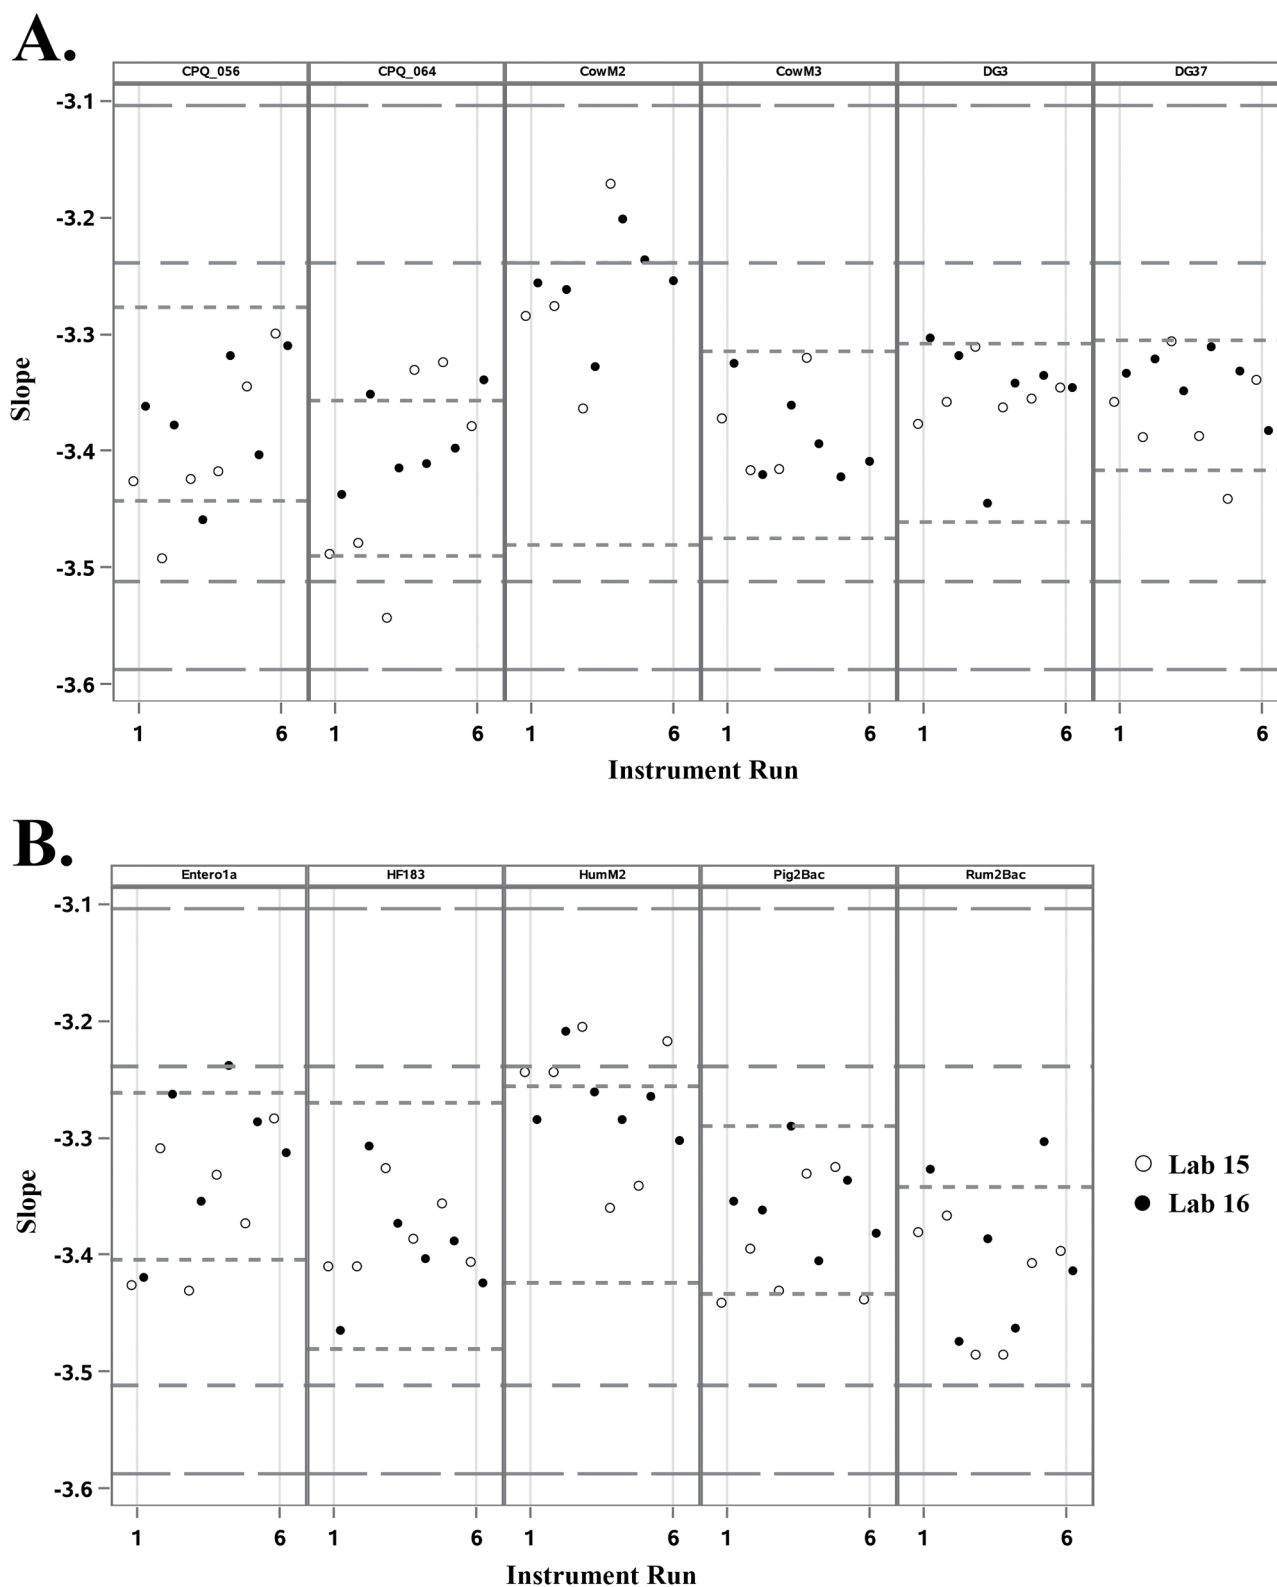 A.
CPQ_056 CPQ_064 CowM2 CowM3 DG3 DG37
-3.1
-3.2
-3.3
-3.4
-3.5
-3.6
Slope
1 6 1 6 1 6 1 6 1 6 1 6
Instrument Run
B.
Entero1a HF183 HumM2 Pig2Bac Rum2Bac
-3.1
-3.2
-3.3
-3.4
-3.5
-3.6
Slope
Lab 15
Lab 16
1 6 1 6 1 6 1 6 1 6
Instrument Run